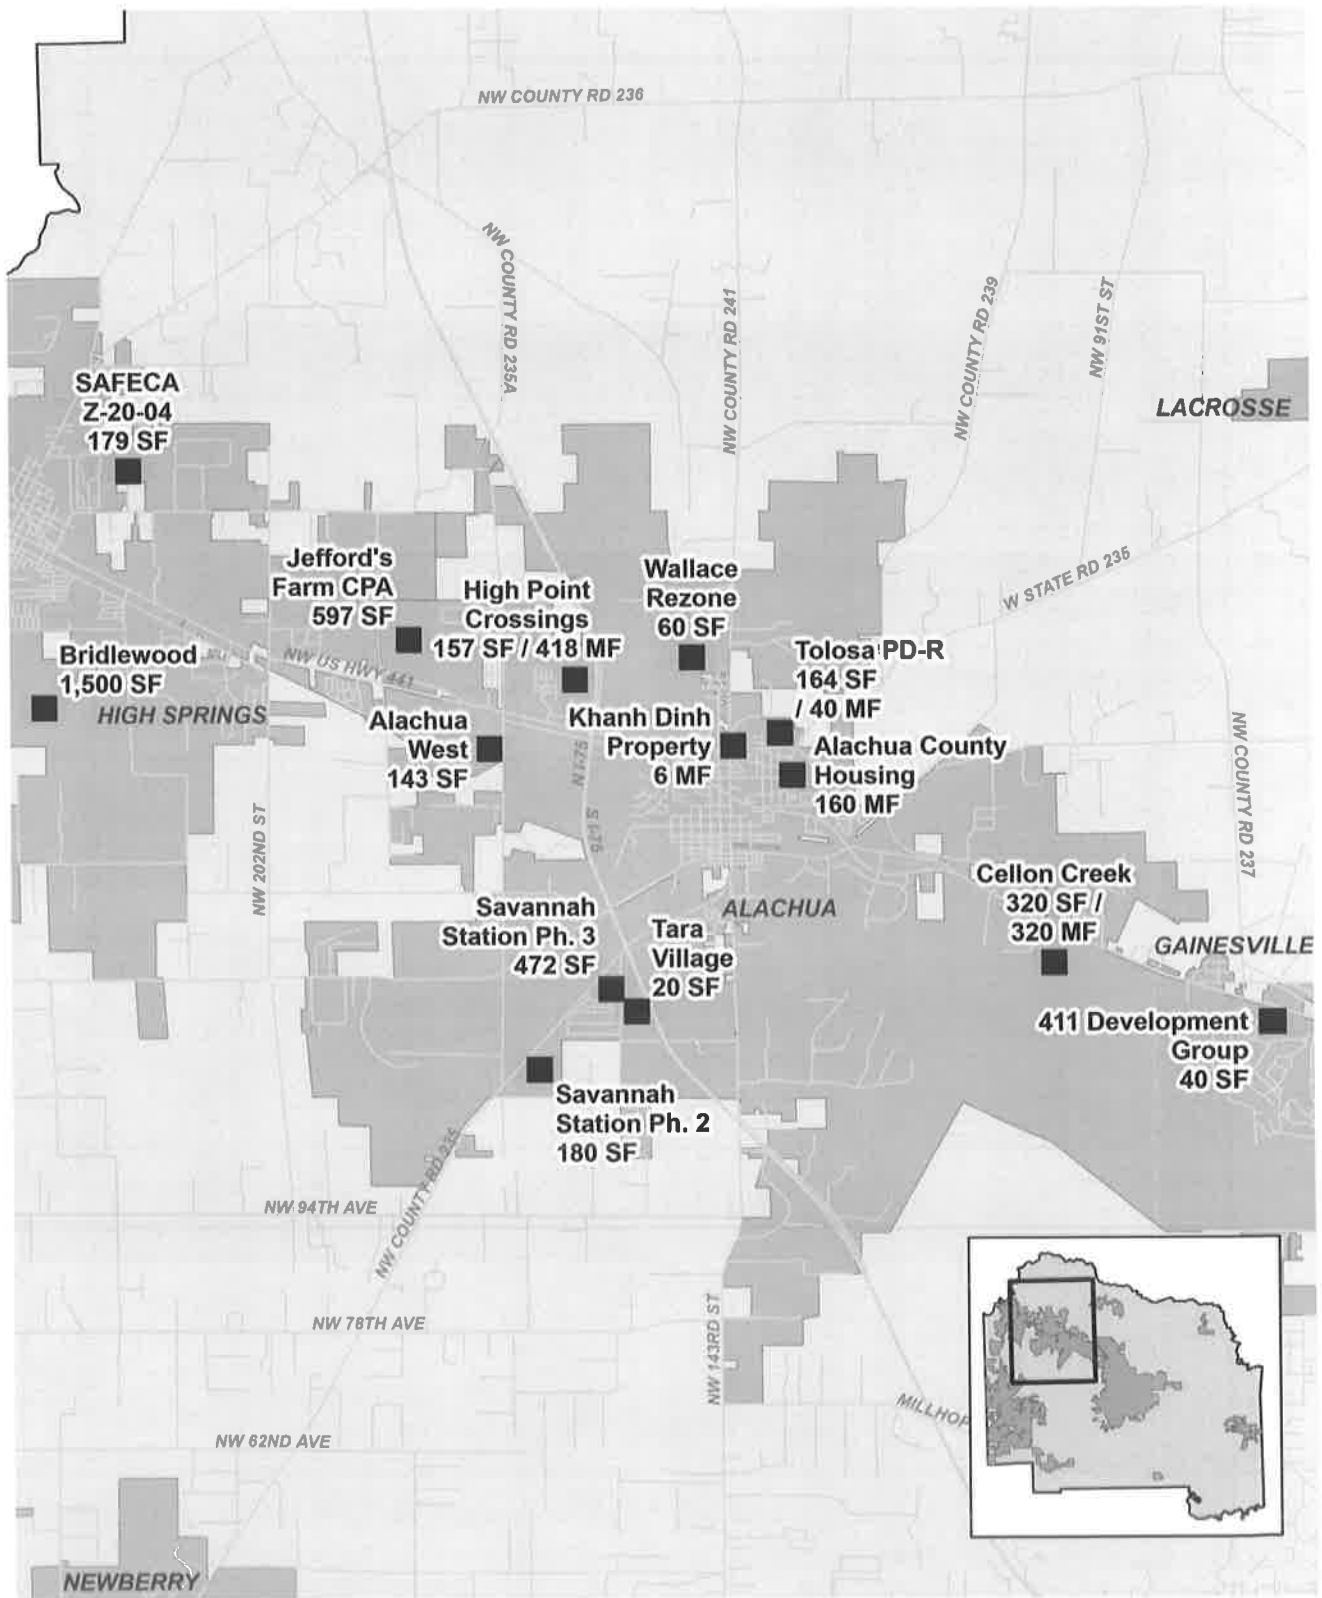 NW COUNTY RD 236
NW COUNTY RD 235A
NW COUNTY RD 241
NW COUNTY RD 239
NW 91ST ST
LACROSSE
SAFECA
Z-20-04
179 SF
W STATE RD 235
Jefford's
Farm CPA
597 SF
High Point
Crossings
157 SF / 418 MF
Wallace
Rezone
60 SF
Tolosa PD-R
164 SF
/ 40 MF
Bridlewood
1,500 SF
HIGH SPRINGS
NW US HWY 441
Alachua
West
143 SF
Khanh Dinh
Property
6 MF
Alachua County
Housing
160 MF
N I-75
S I-75
NW COUNTY RD 237
NW 202ND ST
Cellon Creek
320 SF /
320 MF
ALACHUA
Savannah
Station Ph. 3
472 SF
Tara
Village
20 SF
GAINESVILLE
411 Development
Group
40 SF
Savannah
Station Ph. 2
180 SF
NW COUNTY RD 235
NW 94TH AVE
NW 78TH AVE
NW 143RD ST
MILLHOP
NW 62ND AVE
NEWBERRY